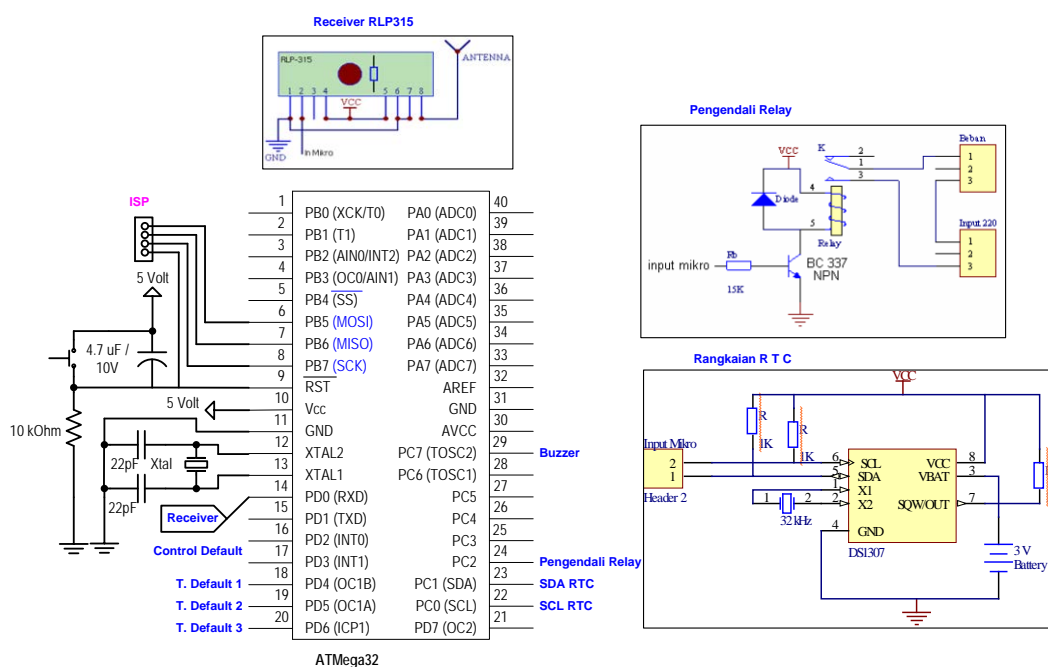 Receiver RLP315
RLP-315
ANTENNA
1 2 3 4 5 6 7 8
VCC
GND
In Mikro
ISP
5 Volt
4.7 uF /
10V
10 kOhm
5 Volt
22pF
Xtal
22pF
Receiver
Control Default
T. Default 1
T. Default 2
T. Default 3
1 PB0 (XCK/T0) PA0 (ADC0) 40
2 PB1 (T1) PA1 (ADC1) 39
3 PB2 (AIN0/INT2) PA2 (ADC2) 38
4 PB3 (OC0/AIN1) PA3 (ADC3) 37
5 PB4 (SS) PA4 (ADC4) 36
6 PB5 (MOSI) PA5 (ADC5) 35
7 PB6 (MISO) PA6 (ADC6) 34
8 PB7 (SCK) PA7 (ADC7) 33
9 RST AREF 32
10 Vcc GND 31
11 GND AVCC 30
12 XTAL2 PC7 (TOSC2) 29
13 XTAL1 PC6 (TOSC1) 28
14 PD0 (RXD) PC5 27
15 PD1 (TXD) PC4 26
16 PD2 (INT0) PC3 25
17 PD3 (INT1) PC2 24
18 PD4 (OC1B) PC1 (SDA) 23
19 PD5 (OC1A) PC0 (SCL) 22
20 PD6 (ICP1) PD7 (OC2) 21
ATMega32
Buzzer
Pengendali Relay
SDA RTC
SCL RTC
Pengendali Relay
VCC
K
2
1
3
4
5
Diode
Relay
input mikro
Rb
15K
BC 337
NPN
Beban
1
2
3
Input 220
1
2
3
Rangkaian R T C
VCC
R
1K
R
1K
Input Mikro
2
1
Header 2
1 2
32 kHz
6 SCL VCC 8
5 SDA VBAT 3
1 X1
2 X2 SQW/OUT 7
4 GND
DS1307
3 V
Battery